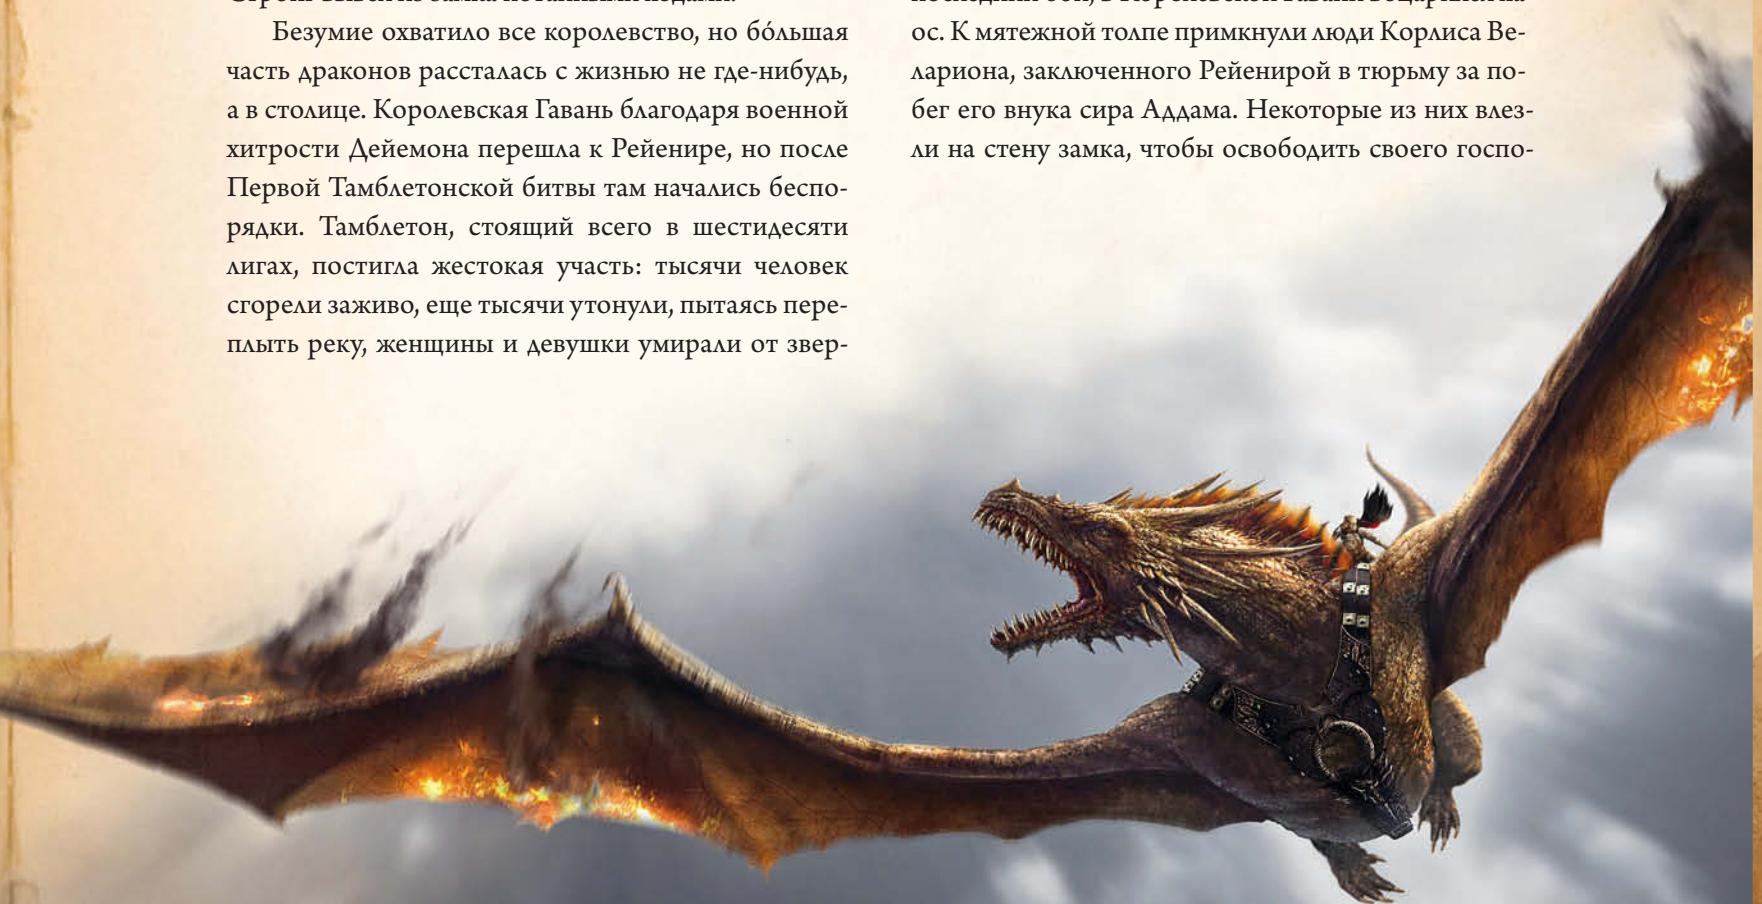 Безумие охватило все королевство, но бо́льшая
часть драконов рассталась с жизнью не где-нибудь,
а в столице. Королевская Гавань благодаря военной
хитрости Дейемона перешла к Рейенире, но после
Первой Тамблетонской битвы там начались беспо-
рядки. Тамблетон, стоящий всего в шестидесяти
лигах, постигла жестокая участь: тысячи человек
сгорели заживо, еще тысячи утонули, пытаясь пере-
плыть реку, женщины и девушки умирали от звер-
ос. К мятежной толпе примкнули люди Корлиса Ве-
лариона, заключенного Рейенирой в тюрьму за по-
бег его внука сира Аддама. Некоторые из них влез-
ли на стену замка, чтобы освободить своего госпо-